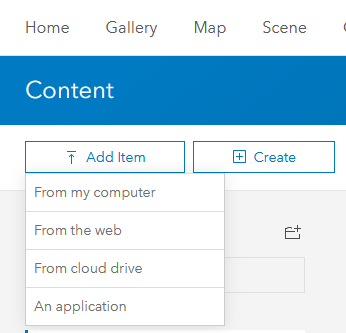 Home Gallery Map Scene
Content
Add Item Create
From my computer
From the web
From cloud drive
An application